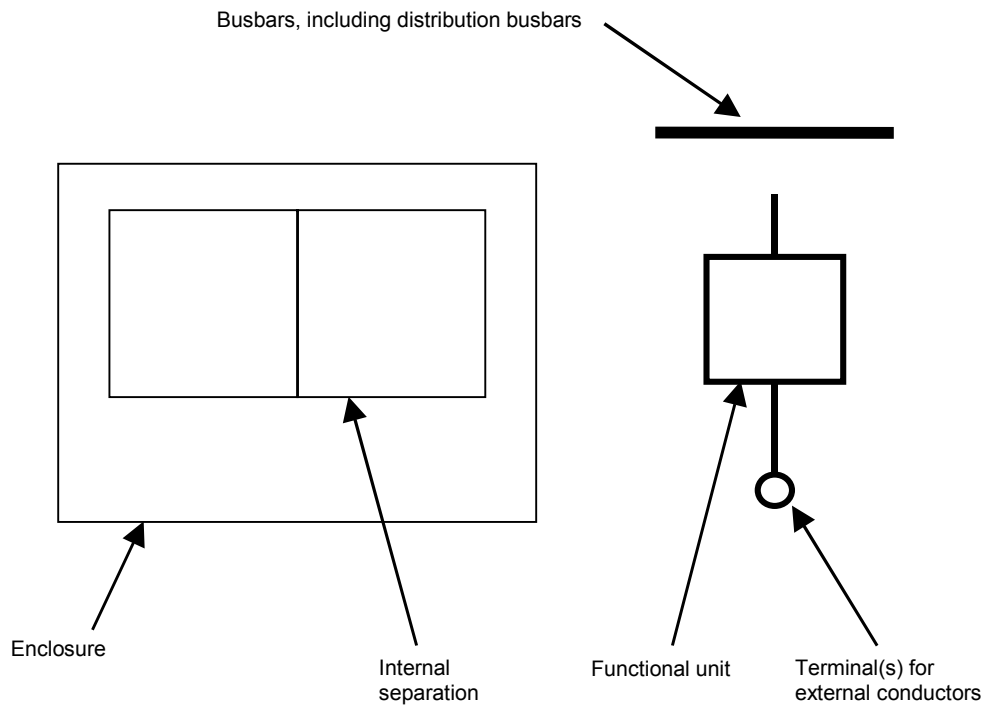 Busbars, including distribution busbars
Enclosure
Internal
separation
Functional unit
Terminal(s) for
external conductors